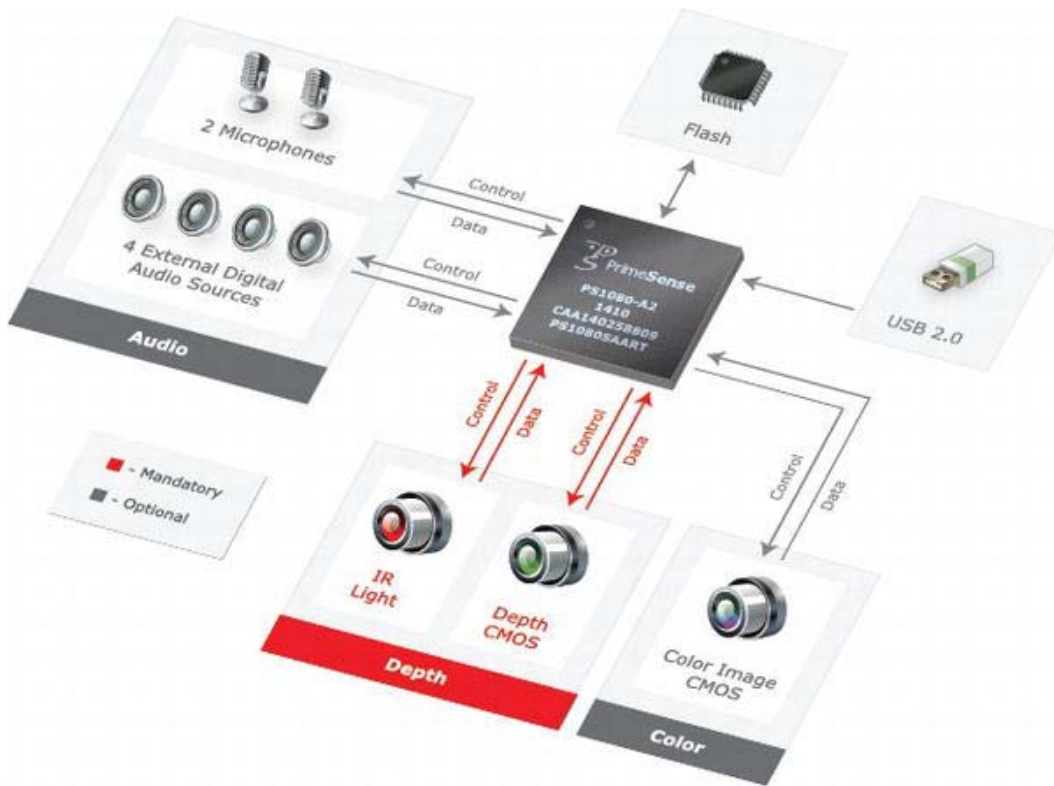 2 Microphones
4 External Digital
Audio Sources
Audio
Control
Data
Control
Data
Flash
PrimeSense
PS1080-A2
1410
CAA140258809
PS1080SAART
USB 2.0
Control
Data
Control
Data
Control
Data
- Mandatory
- Optional
IR
Light
Depth
CMOS
Depth
Color Image
CMOS
Color